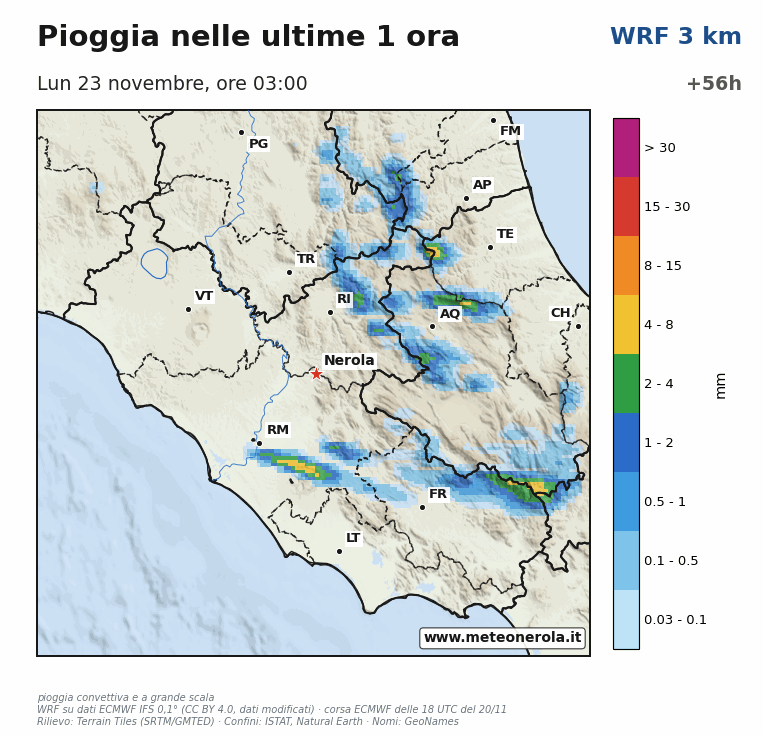 Pioggia nelle ultime 1 ora
WRF 3 km
Lun 23 novembre, ore 03:00
+56h
FM
PG
AP
TE
TR
VT
RI
AQ
CH
Nerola
RM
FR
LT
www.meteonerola.it
> 30
15 - 30
8 - 15
4 - 8
2 - 4
1 - 2
0.5 - 1
0.1 - 0.5
0.03 - 0.1
mm
pioggia convettiva e a grande scala
WRF su dati ECMWF IFS 0,1° (CC BY 4.0, dati modificati) · corsa ECMWF delle 18 UTC del 20/11
Rilievo: Terrain Tiles (SRTM/GMTED) · Confini: ISTAT, Natural Earth · Nomi: GeoNames